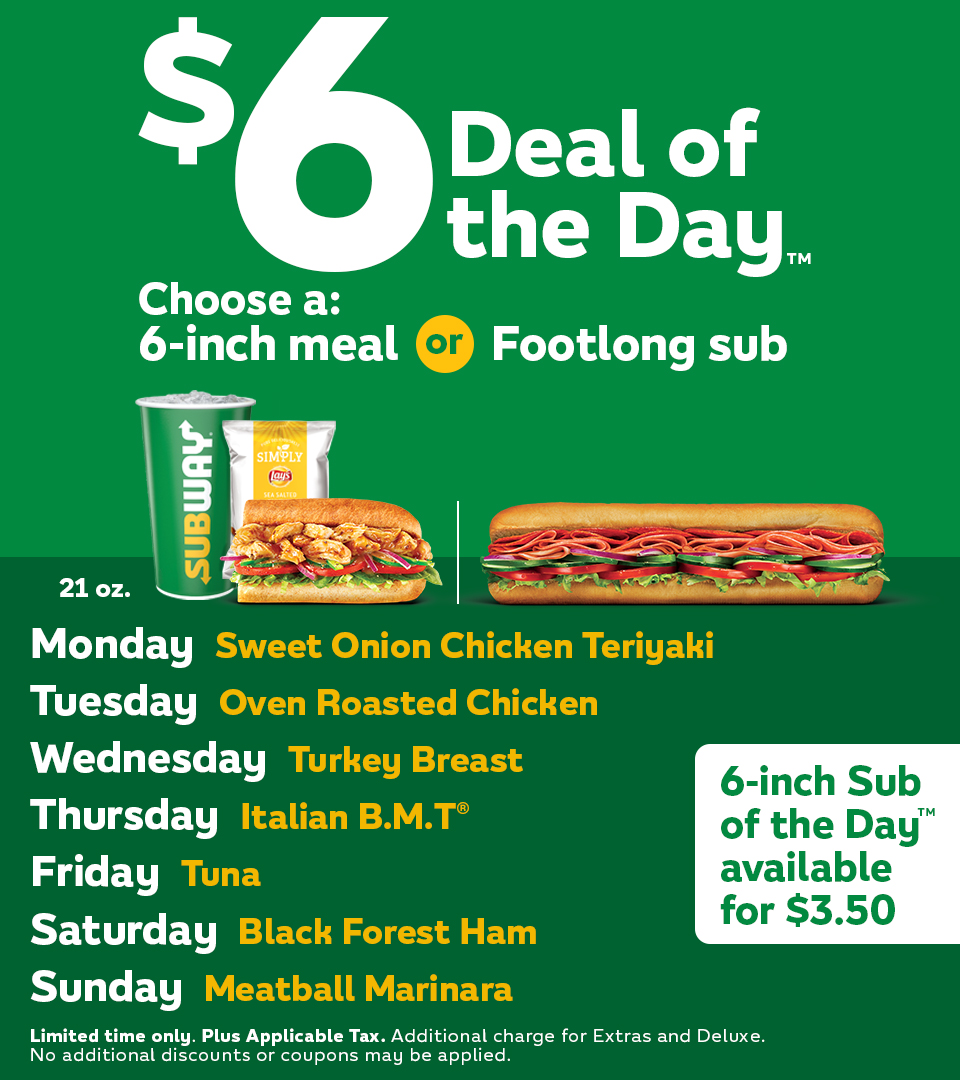 $6 Deal of
the Day™
Choose a:
6-inch meal or Footlong sub
SUBWAY
SIMPLY
Lay's
SEA SALTED
21 oz.
Monday Sweet Onion Chicken Teriyaki
Tuesday Oven Roasted Chicken
Wednesday Turkey Breast
Thursday Italian B.M.T®
Friday Tuna
Saturday Black Forest Ham
Sunday Meatball Marinara
6-inch Sub
of the Day™
available
for $3.50
Limited time only. Plus Applicable Tax. Additional charge for Extras and Deluxe.
No additional discounts or coupons may be applied.